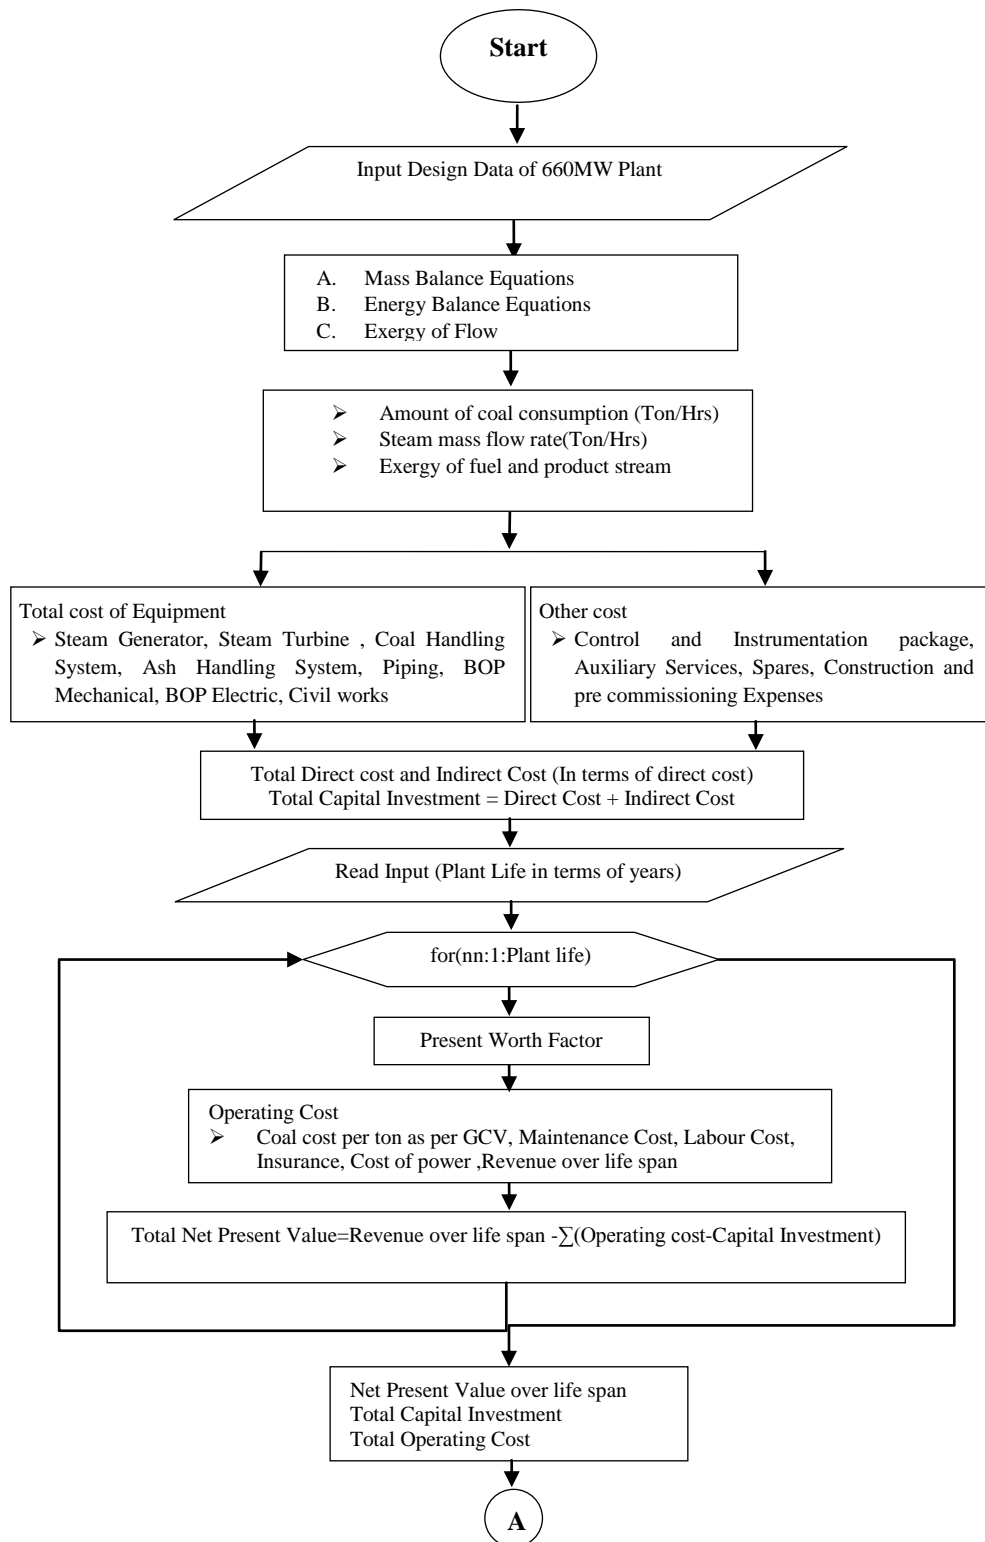 Start
Input Design Data of 660MW Plant
A. Mass Balance Equations
B. Energy Balance Equations
C. Exergy of Flow
➢ Amount of coal consumption (Ton/Hrs)
➢ Steam mass flow rate(Ton/Hrs)
➢ Exergy of fuel and product stream
Total cost of Equipment
➢ Steam Generator, Steam Turbine , Coal Handling
System, Ash Handling System, Piping, BOP
Mechanical, BOP Electric, Civil works
Other cost
➢ Control and Instrumentation package,
Auxiliary Services, Spares, Construction and
pre commissioning Expenses
Total Direct cost and Indirect Cost (In terms of direct cost)
Total Capital Investment = Direct Cost + Indirect Cost
Read Input (Plant Life in terms of years)
for(nn:1:Plant life)
Present Worth Factor
Operating Cost
➢ Coal cost per ton as per GCV, Maintenance Cost, Labour Cost,
Insurance, Cost of power ,Revenue over life span
Total Net Present Value=Revenue over life span -∑(Operating cost-Capital Investment)
Net Present Value over life span
Total Capital Investment
Total Operating Cost
A